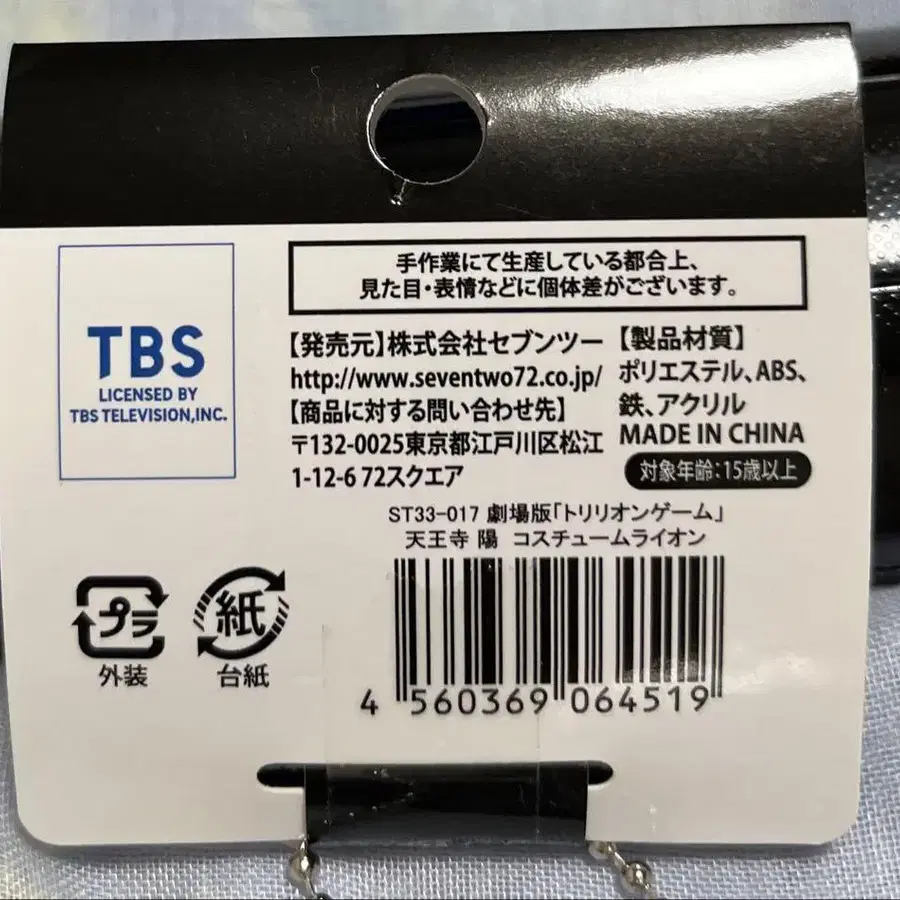 手作業にて生産している都合上、
見た目・表情などに個体差がございます。
TBS
LICENSED BY
TBS TELEVISION,INC.
【発売元】株式会社セブンツー
http://www.seventwo72.co.jp/
【商品に対する問い合わせ先】
〒132-0025東京都江戸川区松江
1-12-6 72スクエア
【製品材質】
ポリエステル、ABS、
鉄、アクリル
MADE IN CHINA
対象年齢:15歳以上
ST33-017 劇場版「トリリオンゲーム」
天王寺 陽 コスチュームライオン
プラ
外装
紙
台紙
4 560369 064519